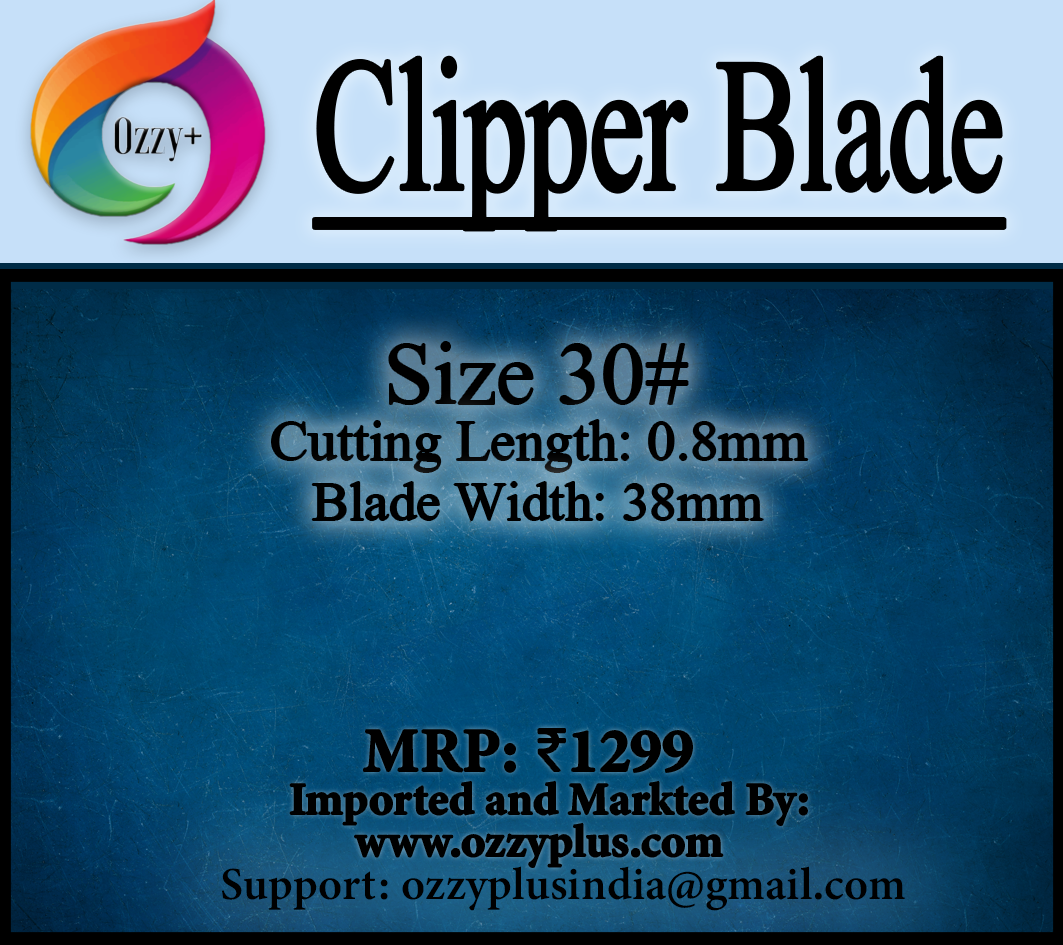 Ozzy+
Clipper Blade
Size 30#
Cutting Length: 0.8mm
Blade Width: 38mm
MRP: ₹1299
Imported and Markted By:
www.ozzyplus.com
Support: ozzyplusindia@gmail.com